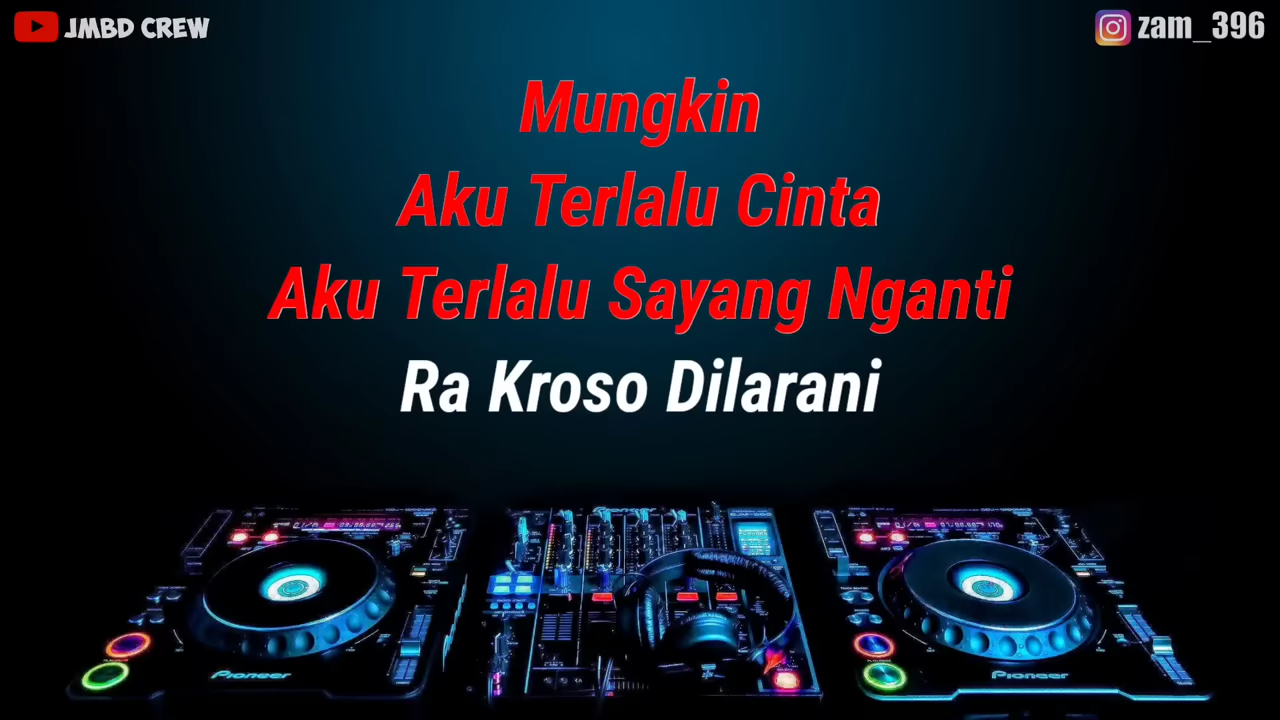 JMBD CREW
zam_396
Mungkin
Aku Terlalu Cinta
Aku Terlalu Sayang Nganti
Ra Kroso Dilarani
Pioneer
Pioneer